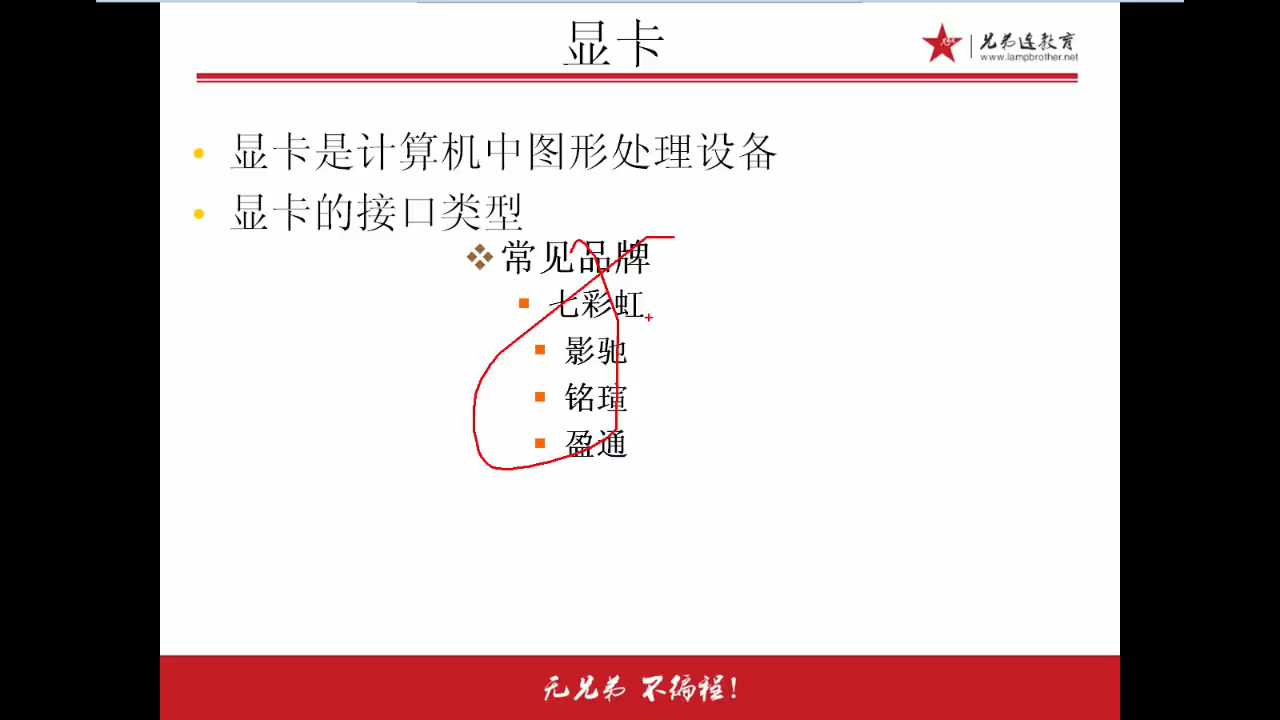 显卡
兄弟连教育
www.lampbrother.net
显卡是计算机中图形处理设备
显卡的接口类型
常见品牌
七彩虹
影驰
铭瑄
盈通
无兄弟 不编程!